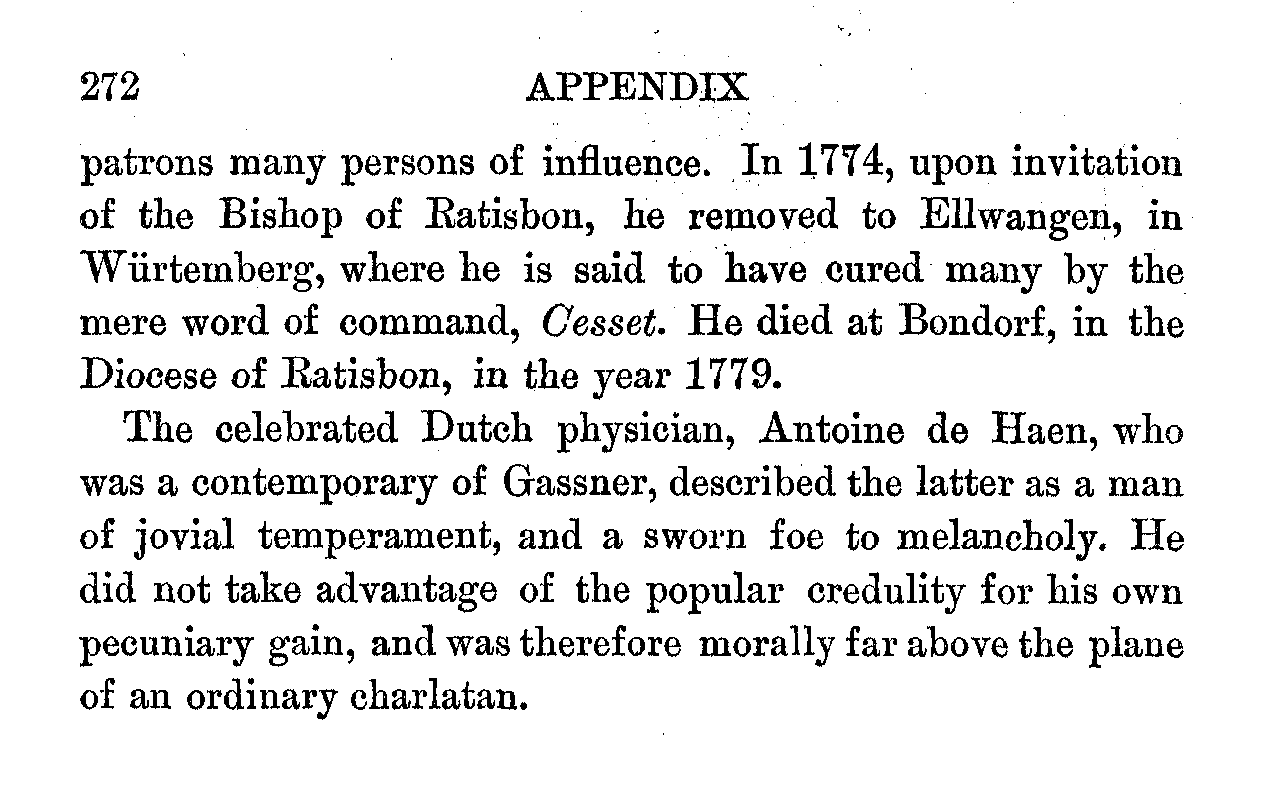 272 APPENDIX
patrons many persons of influence. In 1774, upon invitation
of the Bishop of Ratisbon, he removed to Ellwangen, in
Würtemberg, where he is said to have cured many by the
mere word of command, Cesset. He died at Bondorf, in the
Diocese of Ratisbon, in the year 1779.
The celebrated Dutch physician, Antoine de Haen, who
was a contemporary of Gassner, described the latter as a man
of jovial temperament, and a sworn foe to melancholy. He
did not take advantage of the popular credulity for his own
pecuniary gain, and was therefore morally far above the plane
of an ordinary charlatan.